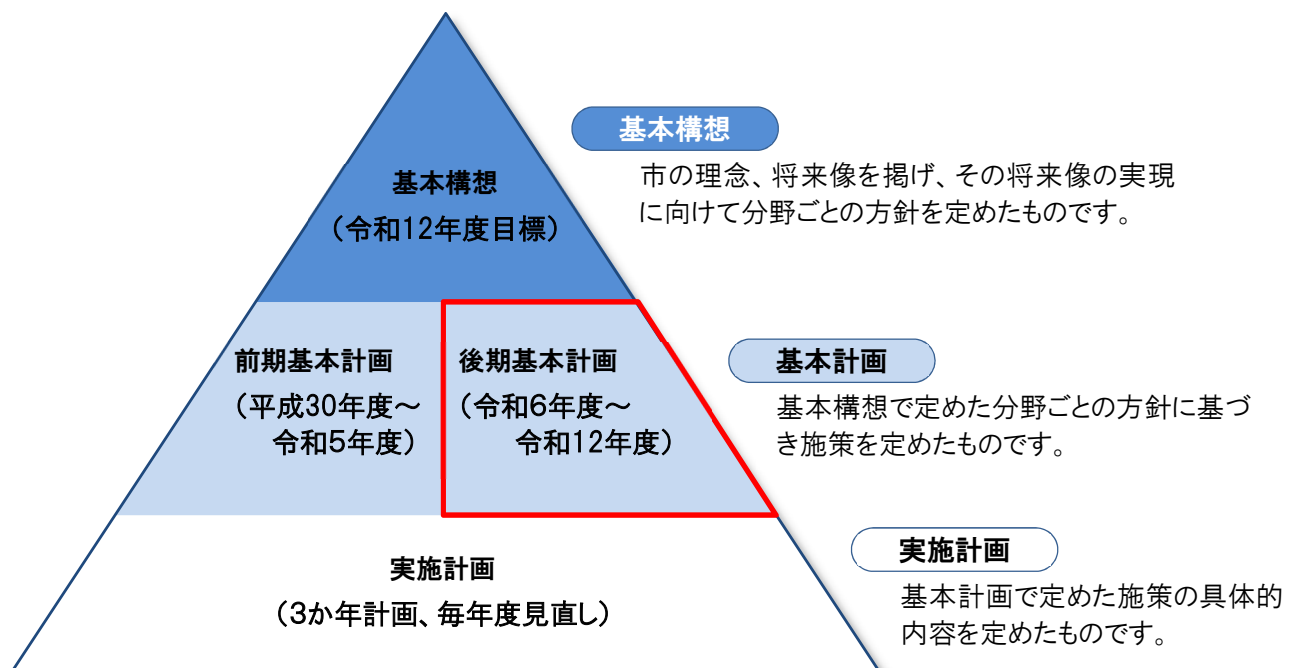 基本構想
(令和12年度目標)
基本構想
市の理念、将来像を掲げ、その将来像の実現
に向けて分野ごとの方針を定めたものです。
前期基本計画
(平成30年度～
令和5年度)
後期基本計画
(令和6年度～
令和12年度)
基本計画
基本構想で定めた分野ごとの方針に基づ
き施策を定めたものです。
実施計画
(3か年計画、毎年度見直し)
実施計画
基本計画で定めた施策の具体的
内容を定めたものです。